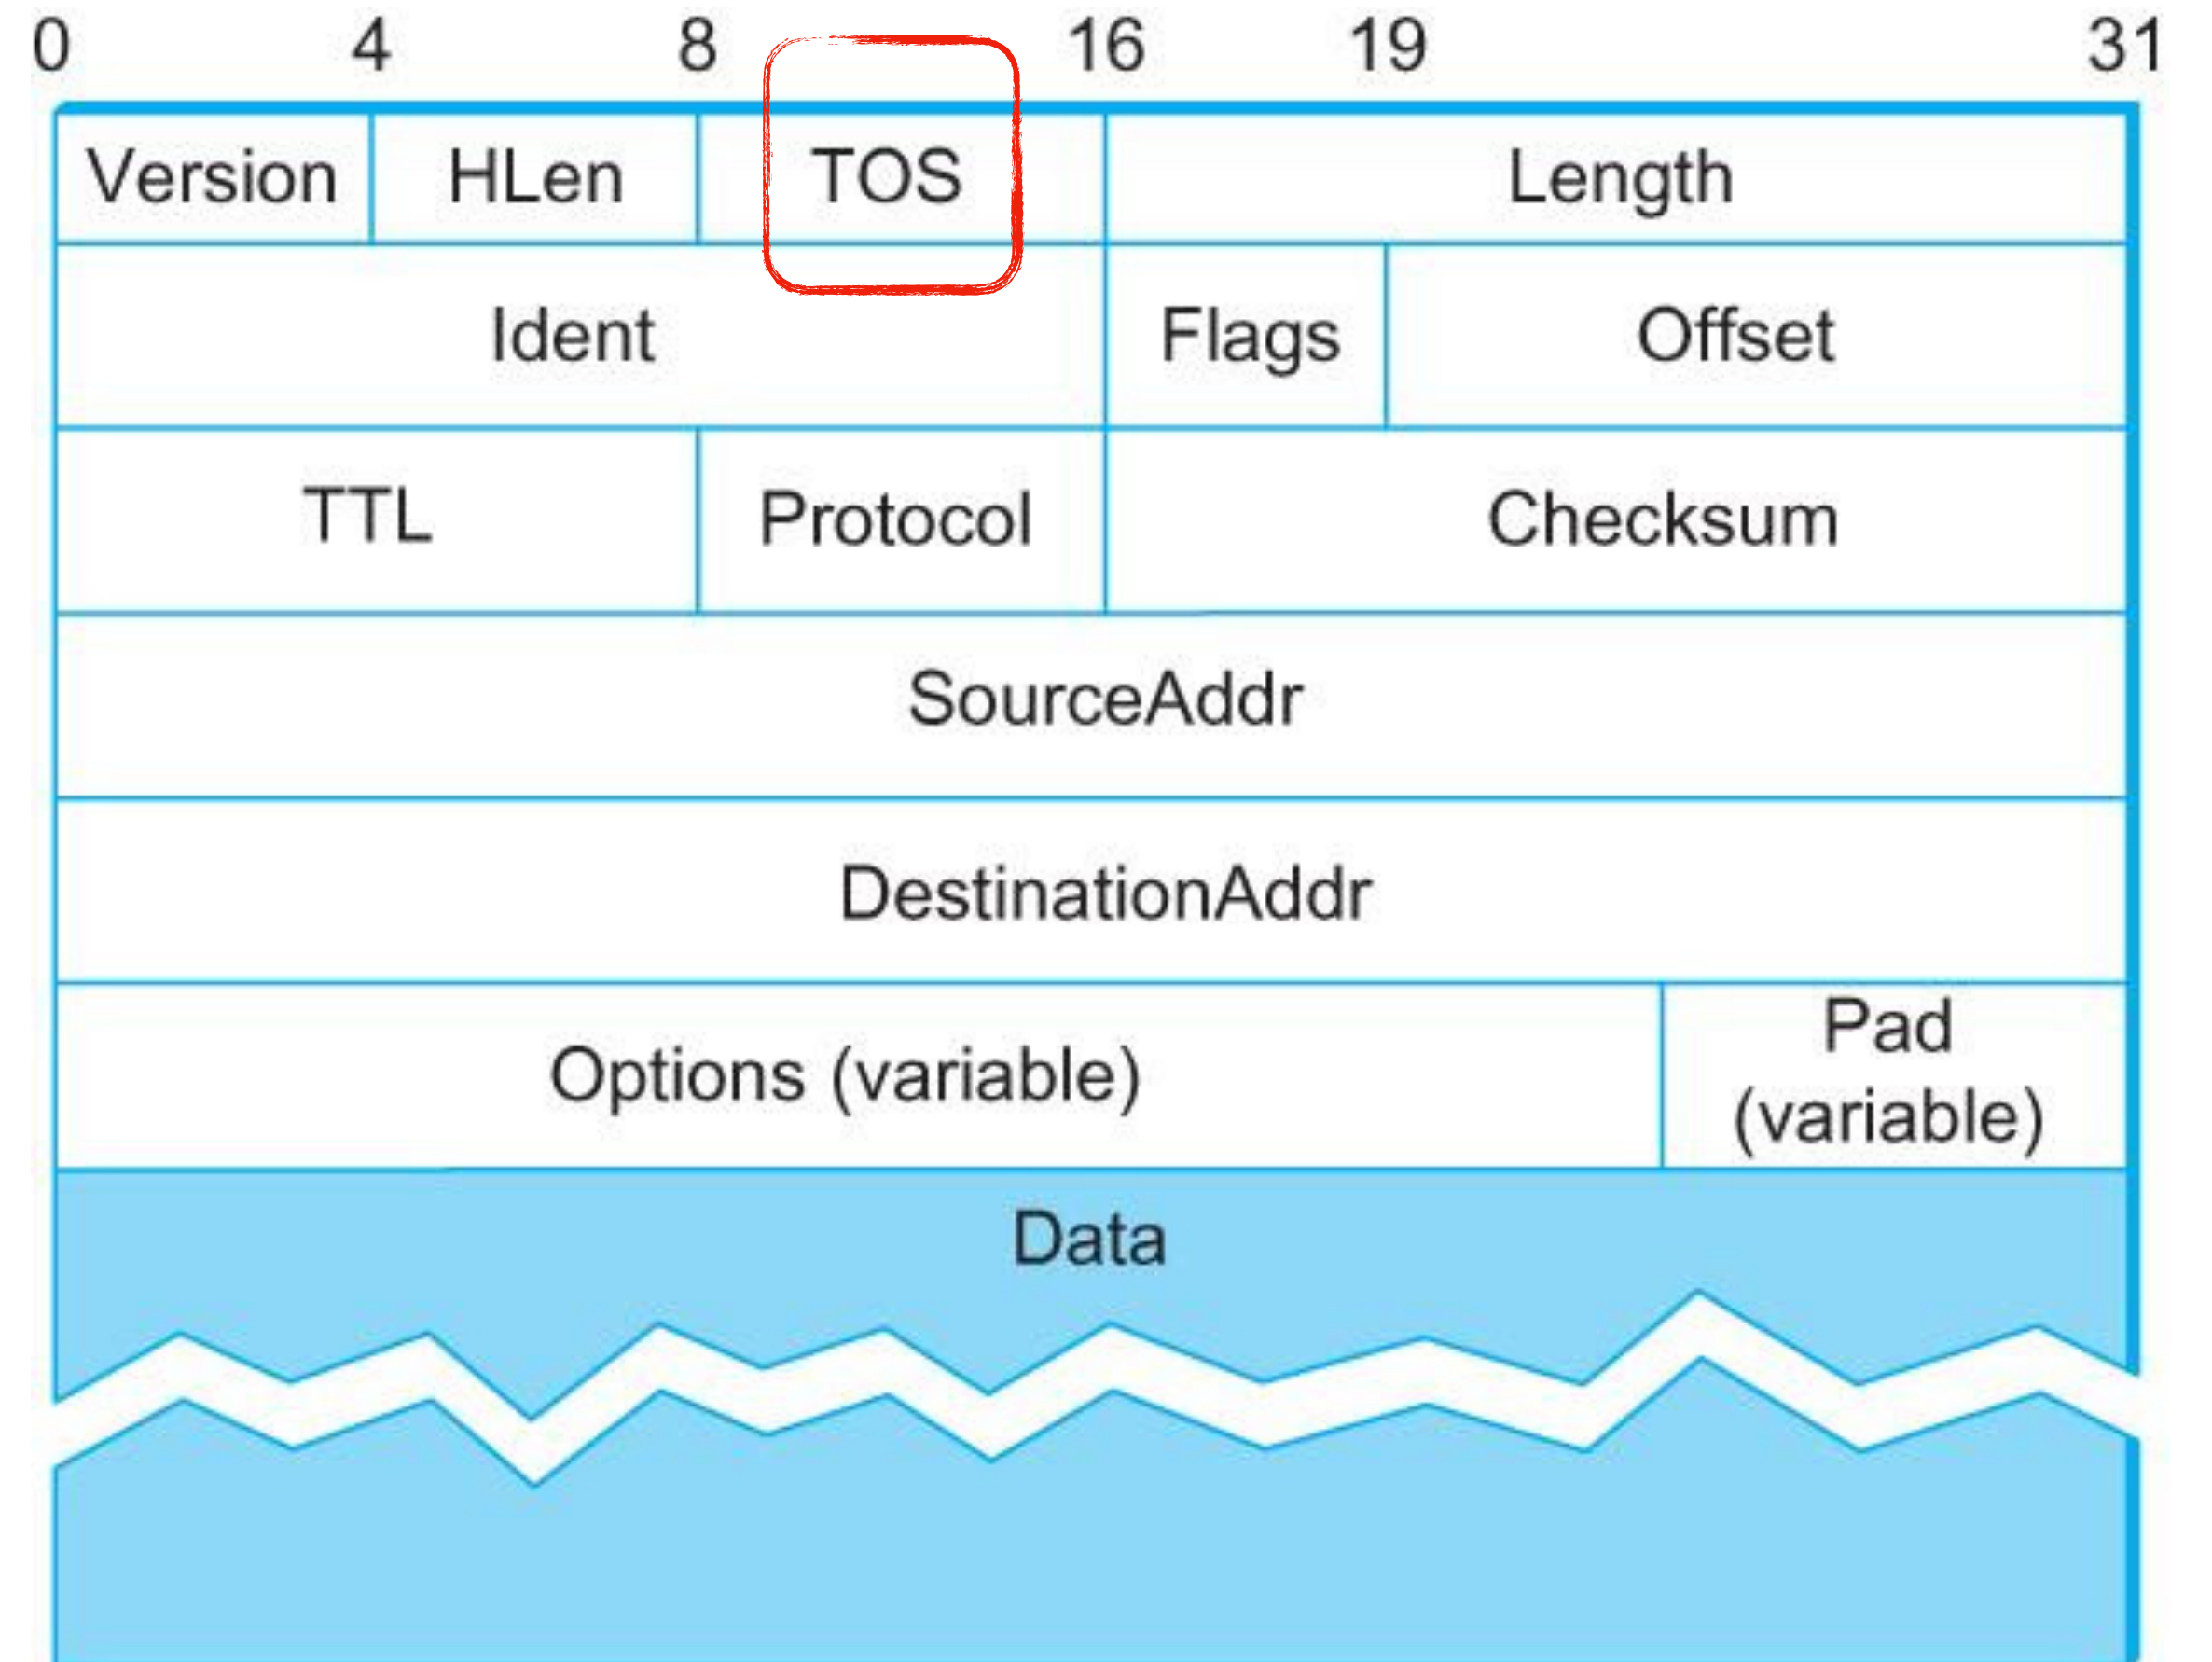 0 4 8 16 19 31
Version HLen TOS Length
Ident Flags Offset
TTL Protocol Checksum
SourceAddr
DestinationAddr
Options (variable) Pad
(variable)
Data